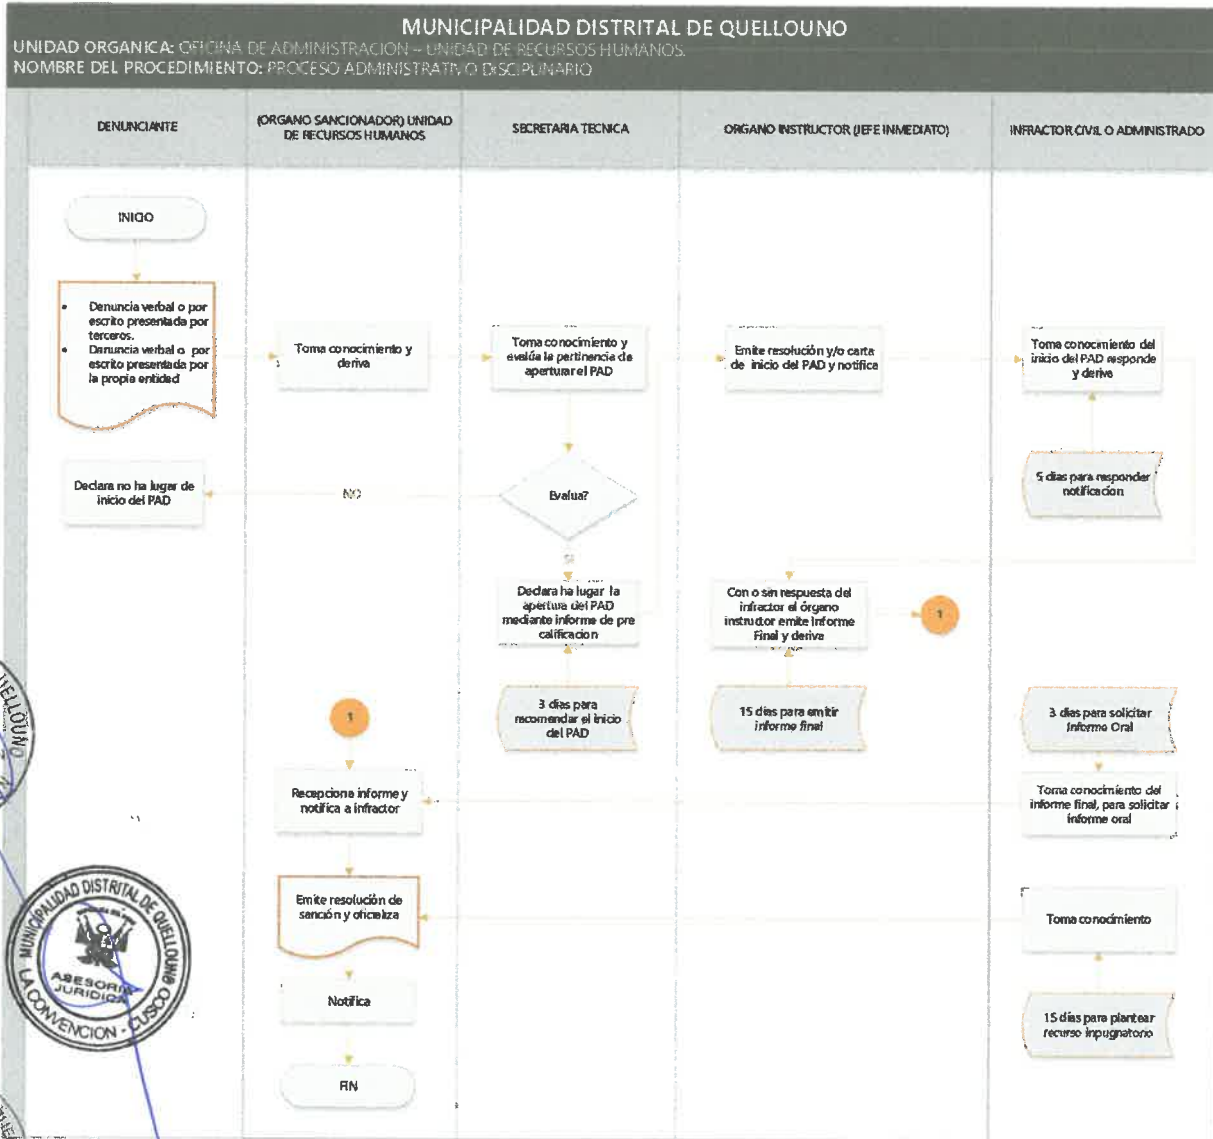 MUNICIPALIDAD DISTRITAL DE QUELLOUNO
UNIDAD ORGANICA: OFICINA DE ADMINISTRACION – UNIDAD DE RECURSOS HUMANOS.
NOMBRE DEL PROCEDIMIENTO: PROCESO ADMINISTRATIVO DISCIPLINARIO
DENUNCIANTE
(ORGANO SANCIONADOR) UNIDAD
DE RECURSOS HUMANOS
SECRETARIA TECNICA
ORGANO INSTRUCTOR (JEFE INMEDIATO)
INFRACTOR CIVIL O ADMINISTRADO
INICIO
• Denuncia verbal o por
escrito presentada por
terceros.
• Denuncia verbal o por
escrito presentada por
la propia entidad
Toma conocimiento y
deriva
Toma conocimiento y
evalúa la pertinencia de
aperturar el PAD
Emite resolución y/o carta
de inicio del PAD y notifica
Toma conocimiento del
inicio del PAD responde
y deriva
Declara no ha lugar de
inicio del PAD
NO
Evalua?
5 dias para responder
notificacion
SI
Declara ha lugar la
apertura del PAD
mediante informe de pre
calificacion
Con o sin respuesta del
infractor el órgano
instructor emite Informe
Final y deriva
1
1
3 dias para
recomendar el inicio
del PAD
15 dias para emitir
informe final
3 dias para solicitar
Informe Oral
Recepciona informe y
notifica a infractor
Toma conocimiento del
informe final, para solicitar
informe oral
Emite resolución de
sanción y oficializa
Toma conocimiento
Notifica
15 días para plantear
recurso inpugnatorio
FIN
QUELLOUNO
MUNICIPALIDAD DISTRITAL DE QUELLOUNO
ASESORIA
JURIDICA
LA CONVENCION - CUSCO